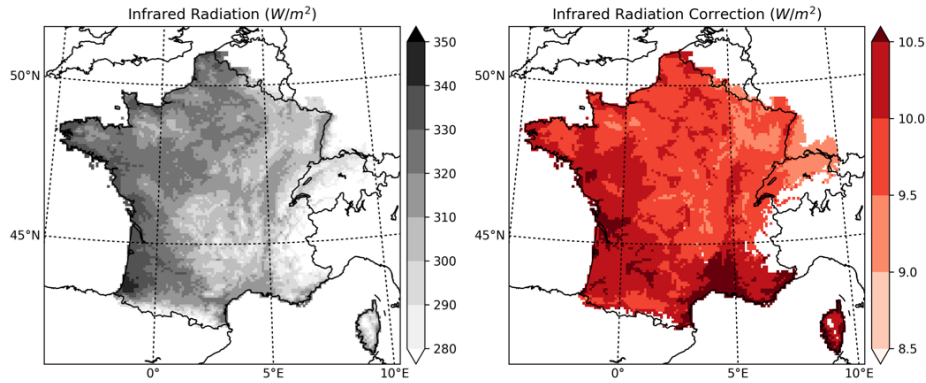 Infrared Radiation (W/m²)
50°N
45°N
0°
5°E
10°E
350
340
330
320
310
300
290
280
Infrared Radiation Correction (W/m²)
50°N
45°N
0°
5°E
10°E
10.5
10.0
9.5
9.0
8.5